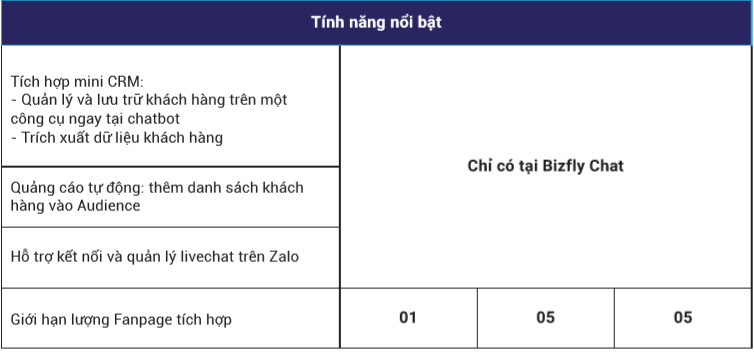 Tính năng nổi bật
Tích hợp mini CRM:
- Quản lý và lưu trữ khách hàng trên một
công cụ ngay tại chatbot
- Trích xuất dữ liệu khách hàng
Chỉ có tại Bizfly Chat
Quảng cáo tự động: thêm danh sách khách
hàng vào Audience
Hỗ trợ kết nối và quản lý livechat trên Zalo
Giới hạn lượng Fanpage tích hợp
01
05
05